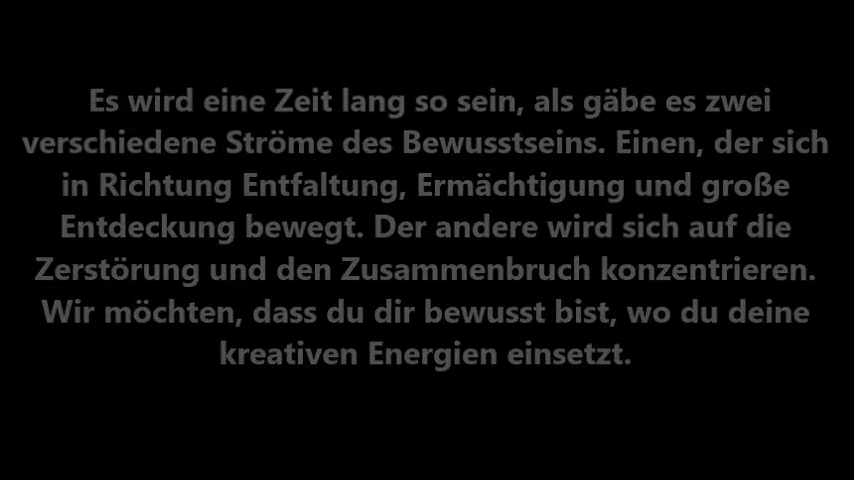 Es wird eine Zeit lang so sein, als gäbe es zwei
verschiedene Ströme des Bewusstseins. Einen, der sich
in Richtung Entfaltung, Ermächtigung und große
Entdeckung bewegt. Der andere wird sich auf die
Zerstörung und den Zusammenbruch konzentrieren.
Wir möchten, dass du dir bewusst bist, wo du deine
kreativen Energien einsetzt.